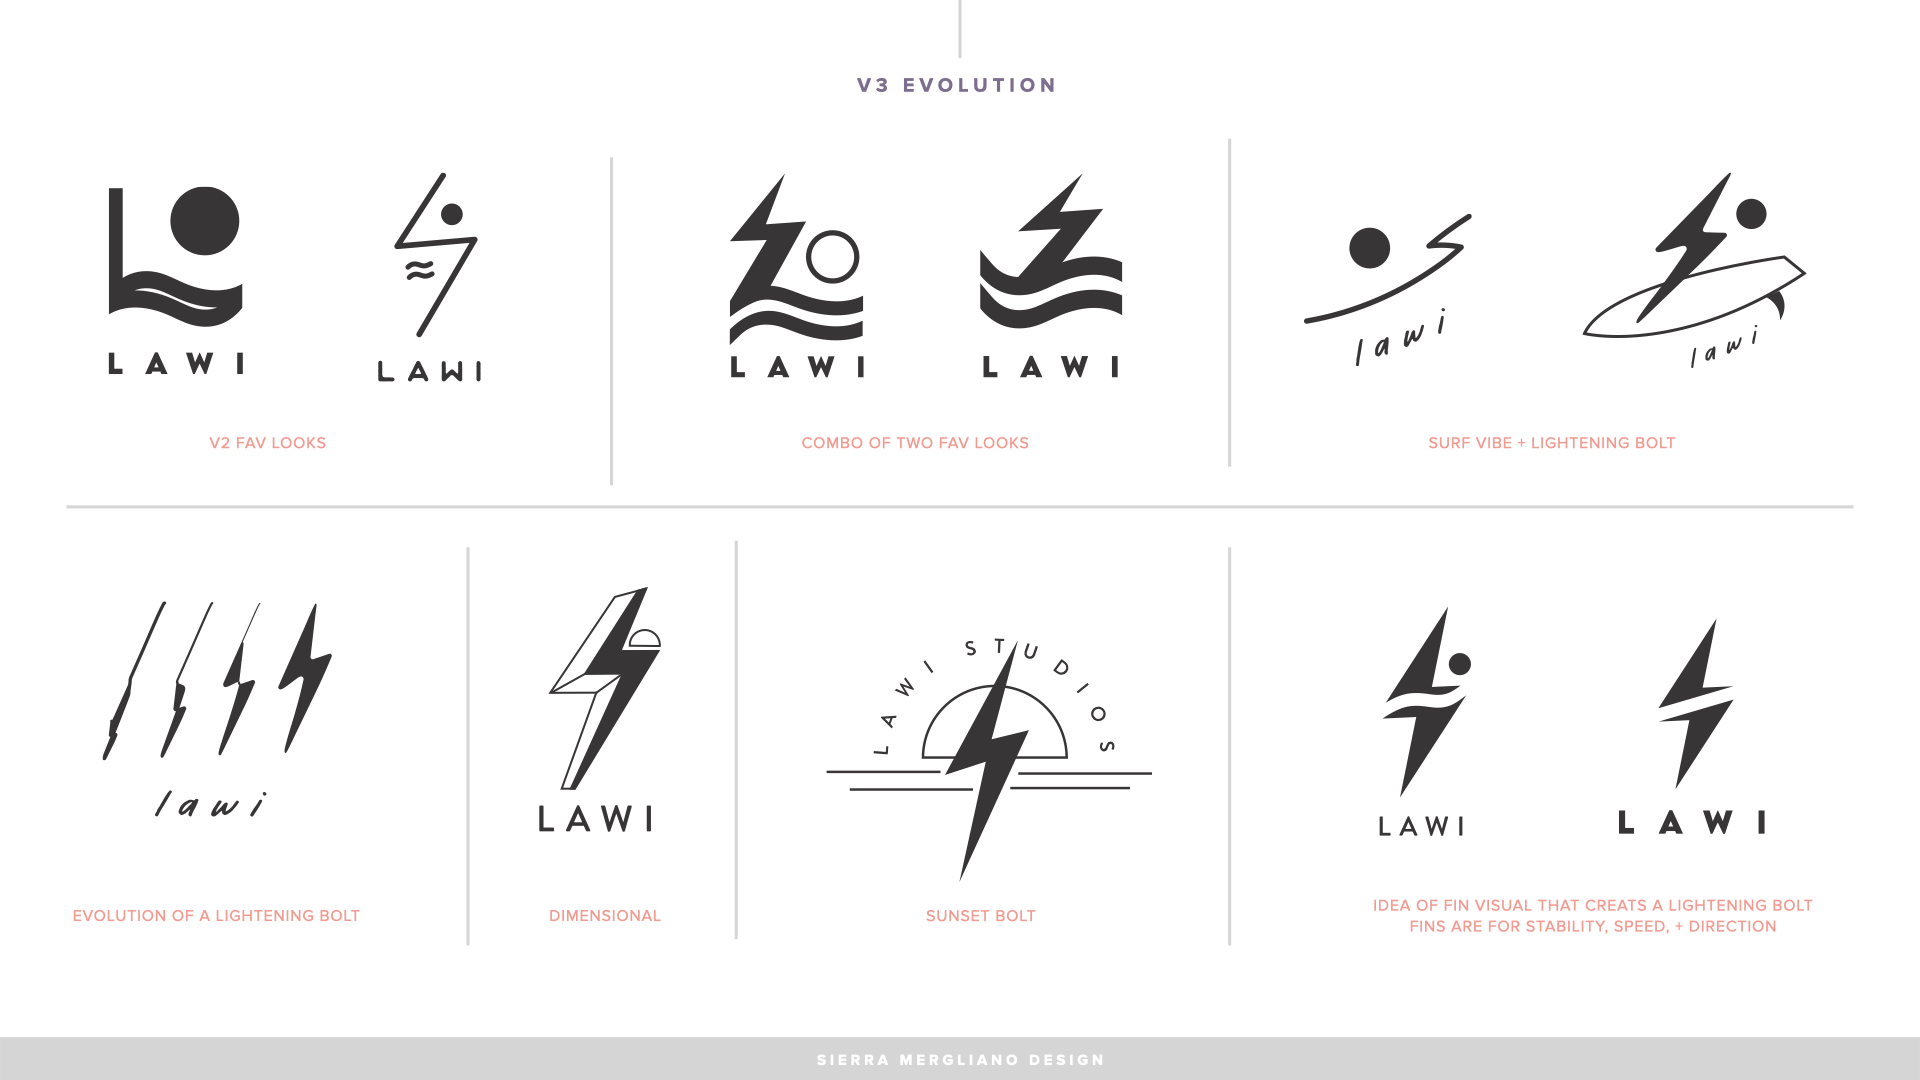 V3 EVOLUTION
LAWI
LAWI
LAWI
LAWI
lawi
lawi
V2 FAV LOOKS
COMBO OF TWO FAV LOOKS
SURF VIBE + LIGHTENING BOLT
lawi
LAWI
LAWI STUDIOS
LAWI
LAWI
EVOLUTION OF A LIGHTENING BOLT
DIMENSIONAL
SUNSET BOLT
IDEA OF FIN VISUAL THAT CREATS A LIGHTENING BOLT
FINS ARE FOR STABILITY, SPEED, + DIRECTION
SIERRA MERGLIANO DESIGN